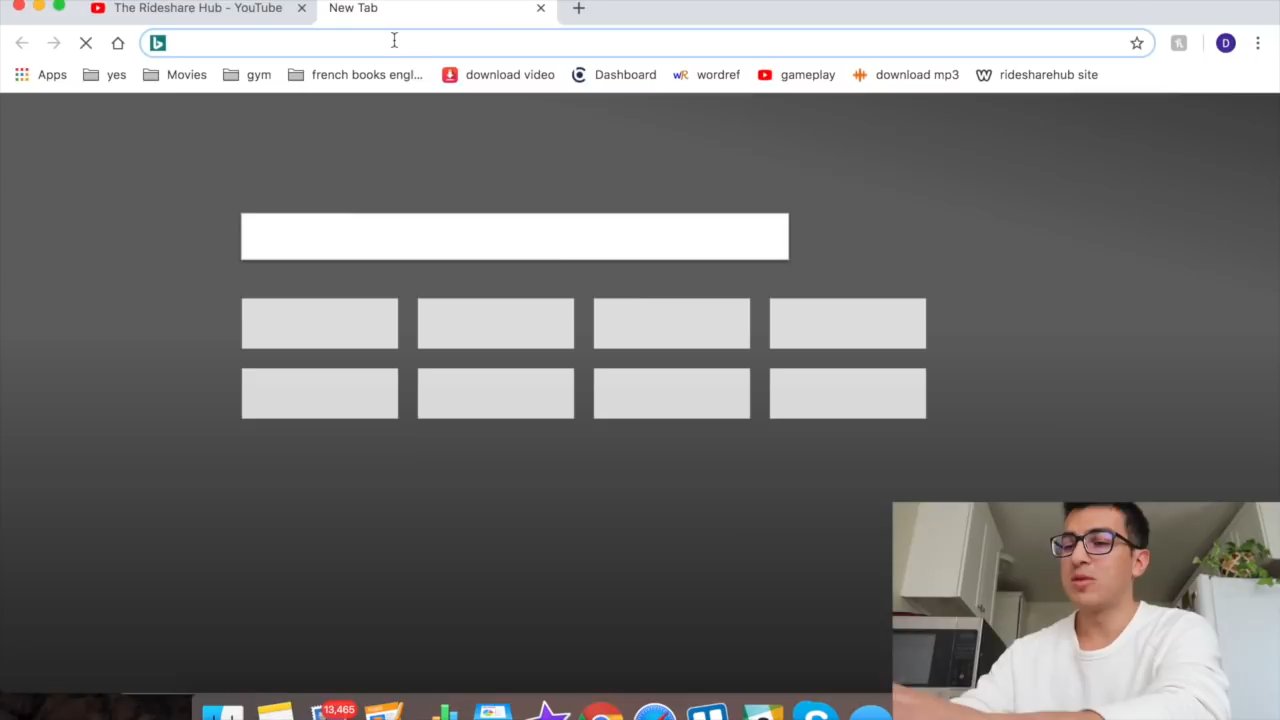 The Rideshare Hub - YouTube
New Tab
D
Apps yes Movies gym french books engl... download video Dashboard wR wordref gameplay download mp3 ridesharehub site
13,465